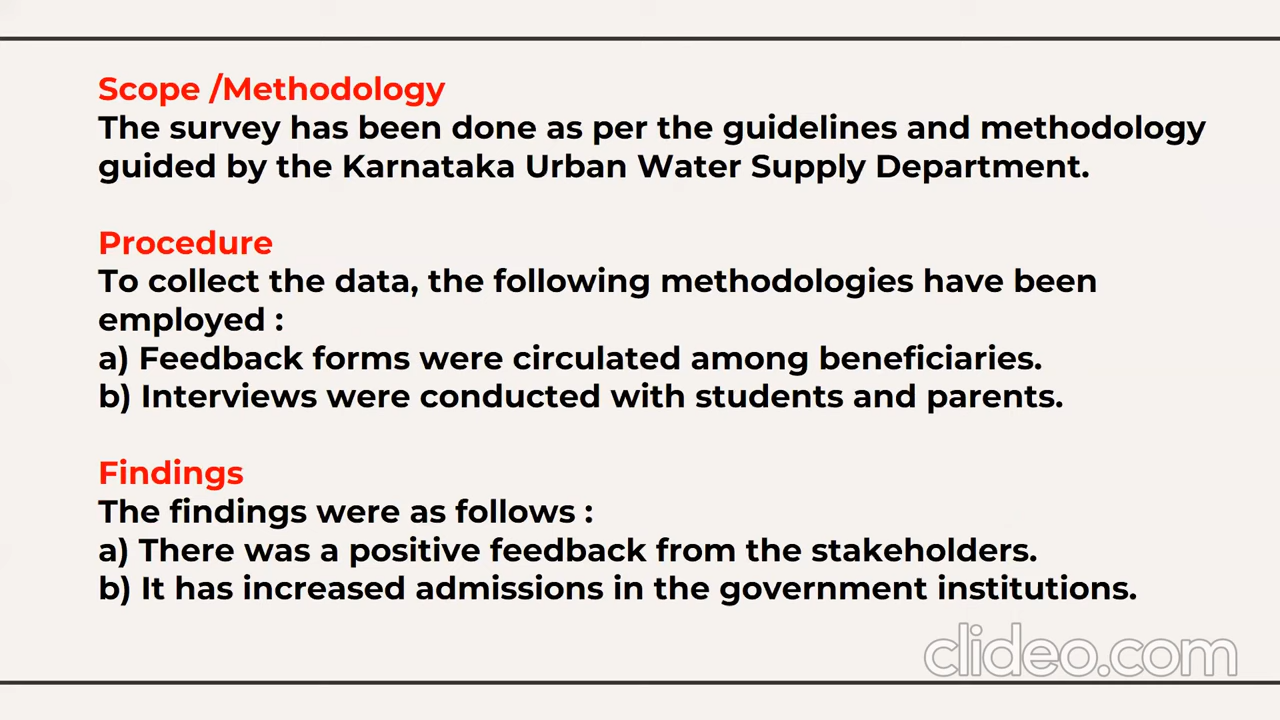 Scope /Methodology
The survey has been done as per the guidelines and methodology
guided by the Karnataka Urban Water Supply Department.
Procedure
To collect the data, the following methodologies have been
employed :
a) Feedback forms were circulated among beneficiaries.
b) Interviews were conducted with students and parents.
Findings
The findings were as follows :
a) There was a positive feedback from the stakeholders.
b) It has increased admissions in the government institutions.
clideo.com